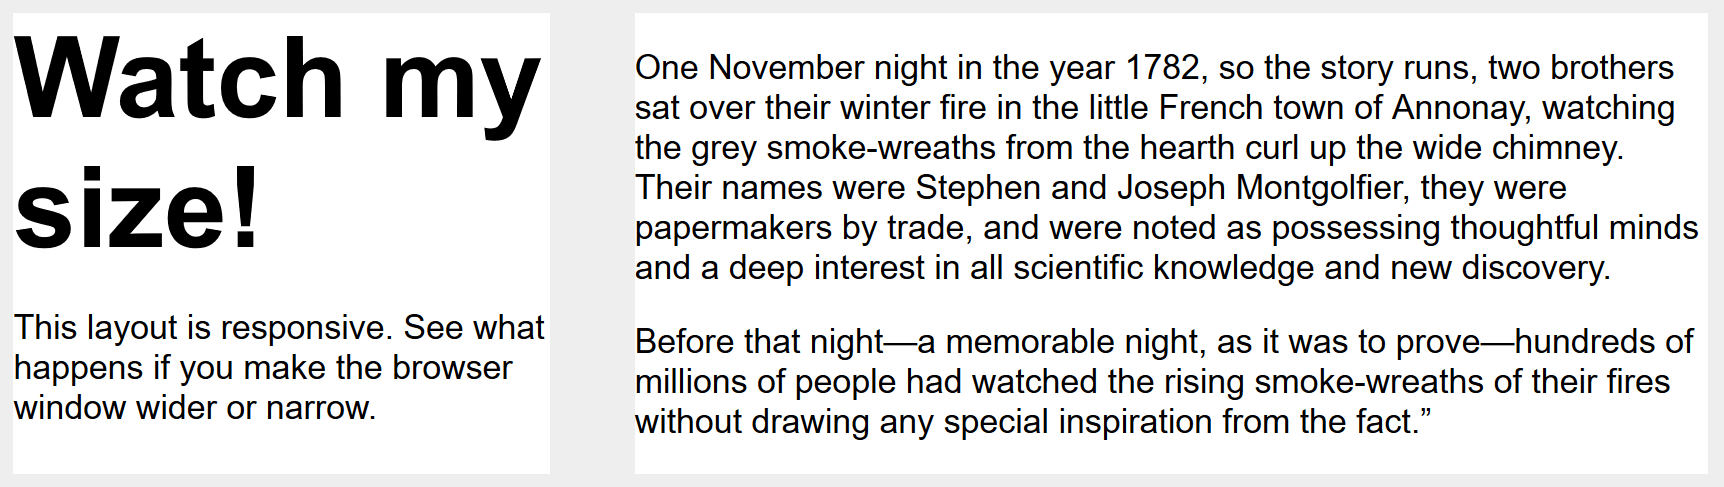 Watch my
size!
This layout is responsive. See what
happens if you make the browser
window wider or narrow.
One November night in the year 1782, so the story runs, two brothers
sat over their winter fire in the little French town of Annonay, watching
the grey smoke-wreaths from the hearth curl up the wide chimney.
Their names were Stephen and Joseph Montgolfier, they were
papermakers by trade, and were noted as possessing thoughtful minds
and a deep interest in all scientific knowledge and new discovery.
Before that night—a memorable night, as it was to prove—hundreds of
millions of people had watched the rising smoke-wreaths of their fires
without drawing any special inspiration from the fact.”